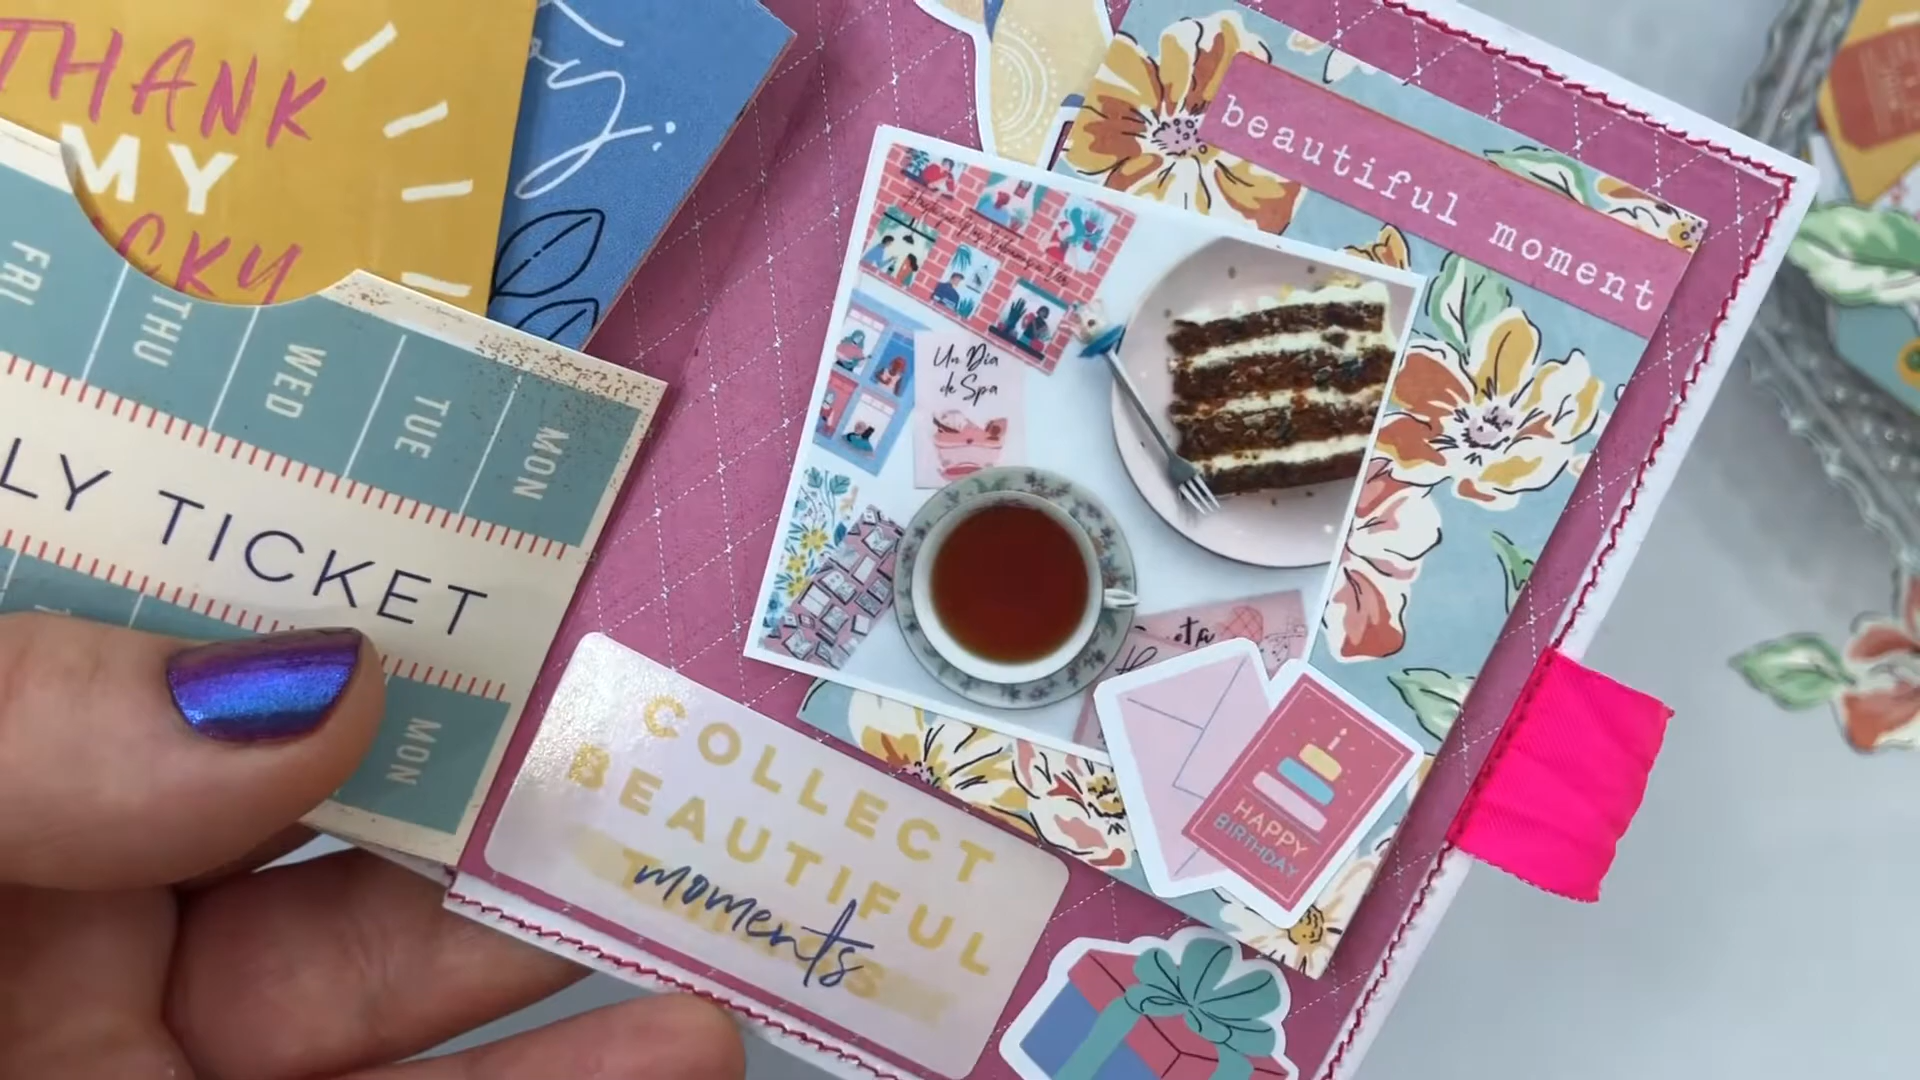 THANK
MY
CKY
FRI
THU
WED
TUE
MON
LY TICKET
MON
beautiful moment
Un Dia
de Spa
COLLECT
BEAUTIFUL
moments
HAPPY
BIRTHDAY